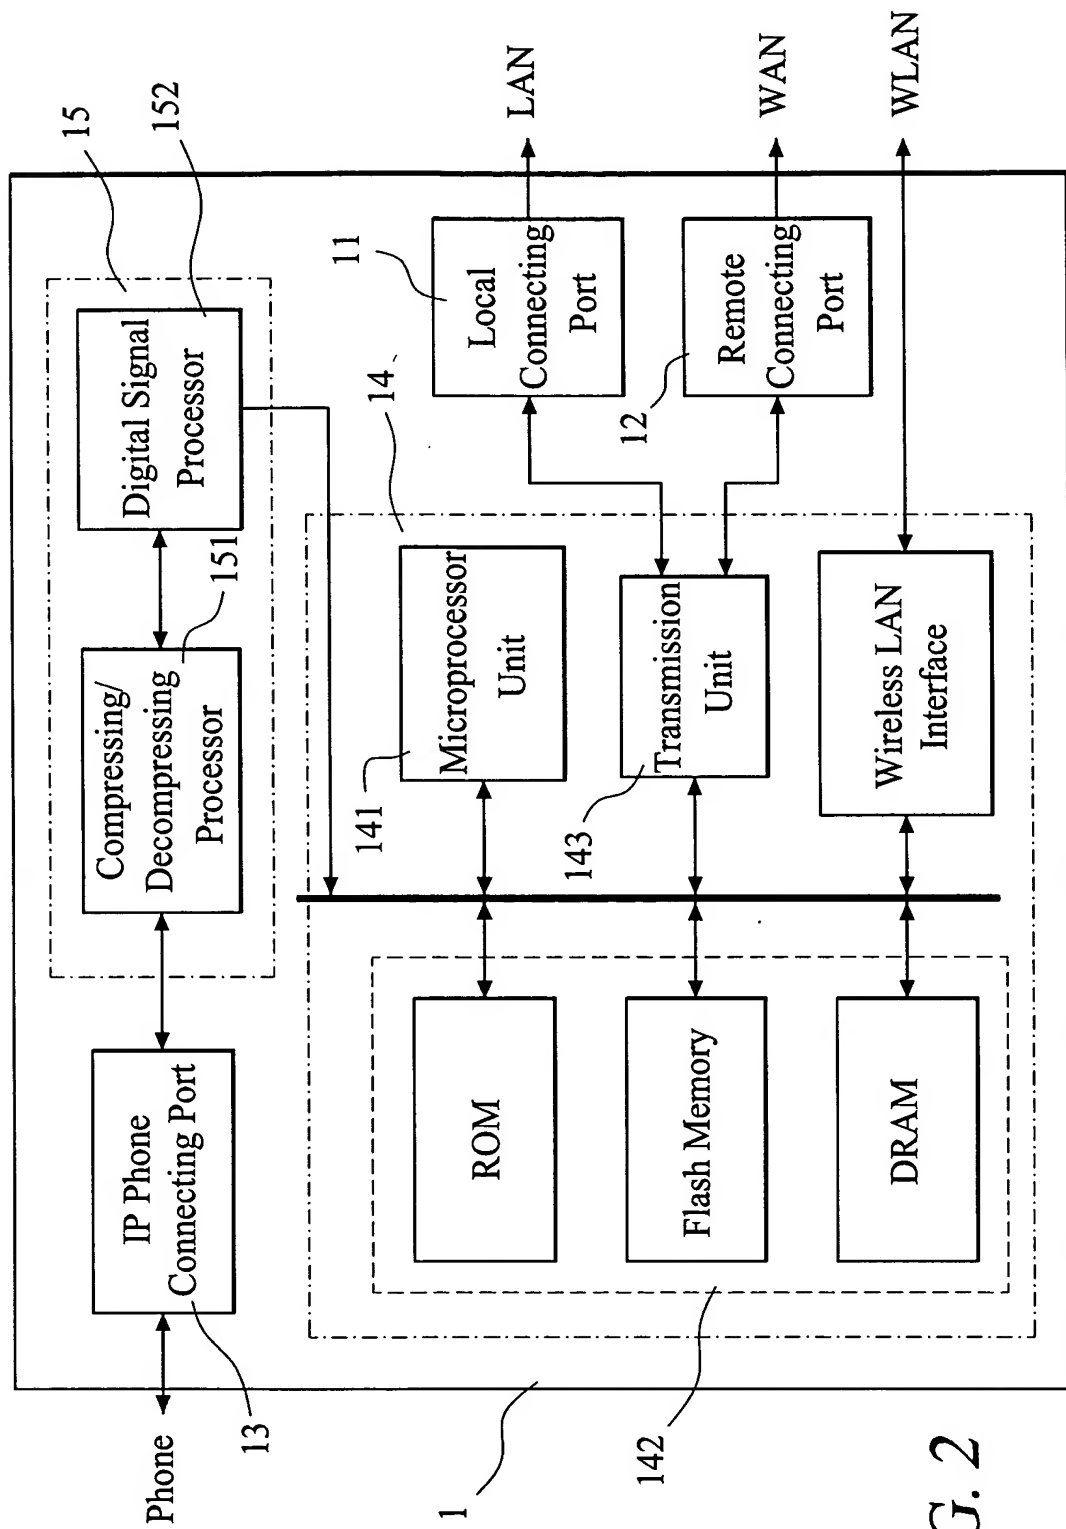 15
152
Digital Signal
Processor
151
Compressing/
Decompressing
Processor
IP Phone
Connecting Port
Phone
13
LAN
11
Local
Connecting
Port
WAN
12
Remote
Connecting
Port
WLAN
14
141
Microprocessor
Unit
143
Transmission
Unit
Wireless LAN
Interface
ROM
Flash Memory
DRAM
142
1
G. 2